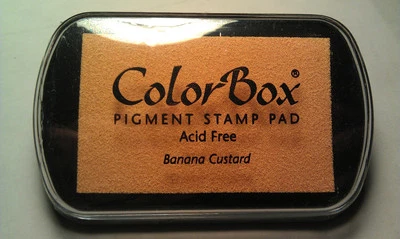 ColorBox®
PIGMENT STAMP PAD
Acid Free
Banana Custard